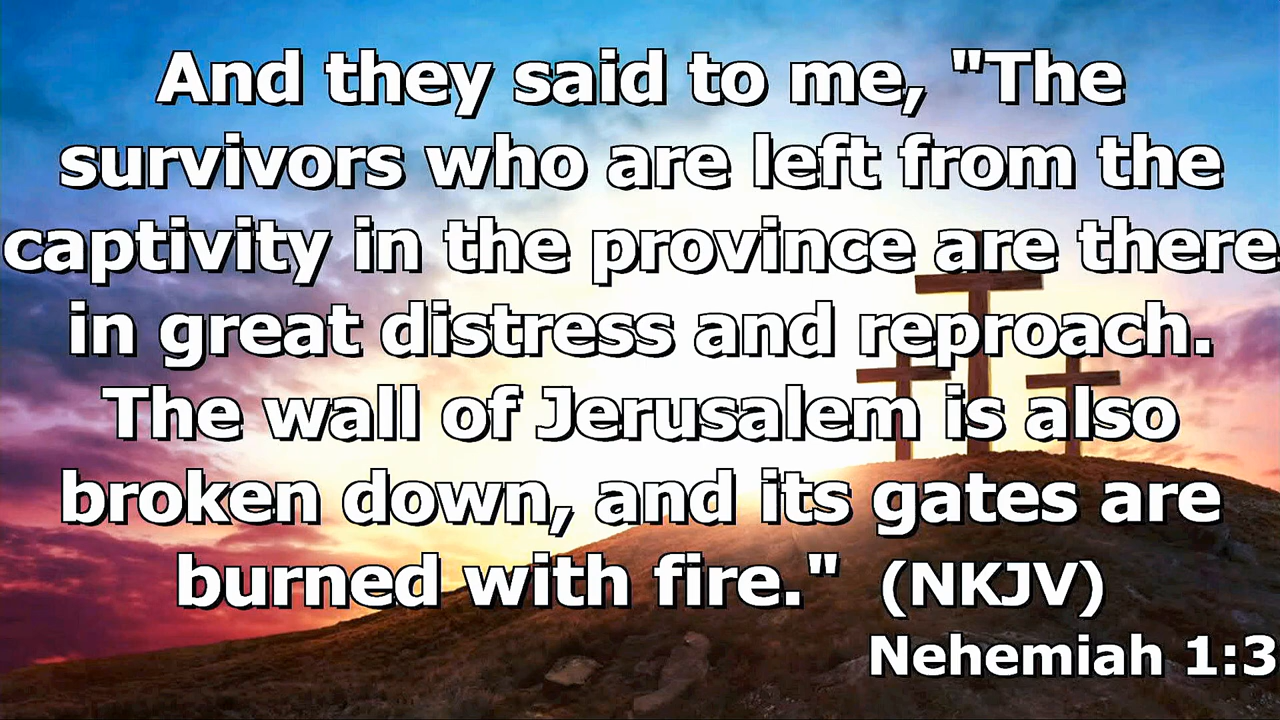 And they said to me, "The
survivors who are left from the
captivity in the province are there
in great distress and reproach.
The wall of Jerusalem is also
broken down, and its gates are
burned with fire." (NKJV)
Nehemiah 1:3